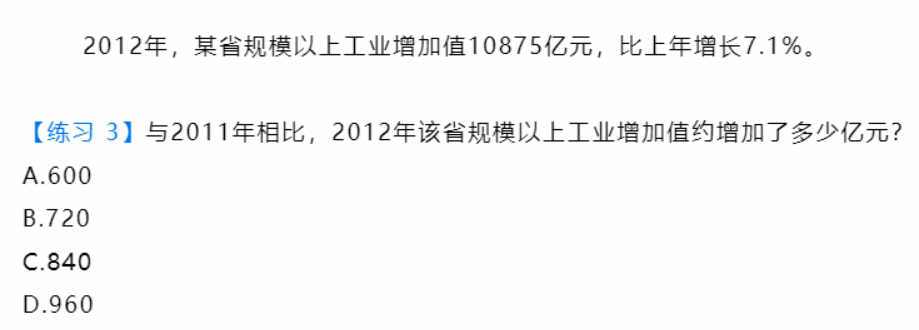 2012年，某省规模以上工业增加值10875亿元，比上年增长7.1%。
【练习 3】与2011年相比，2012年该省规模以上工业增加值约增加了多少亿元？
A.600
B.720
C.840
D.960